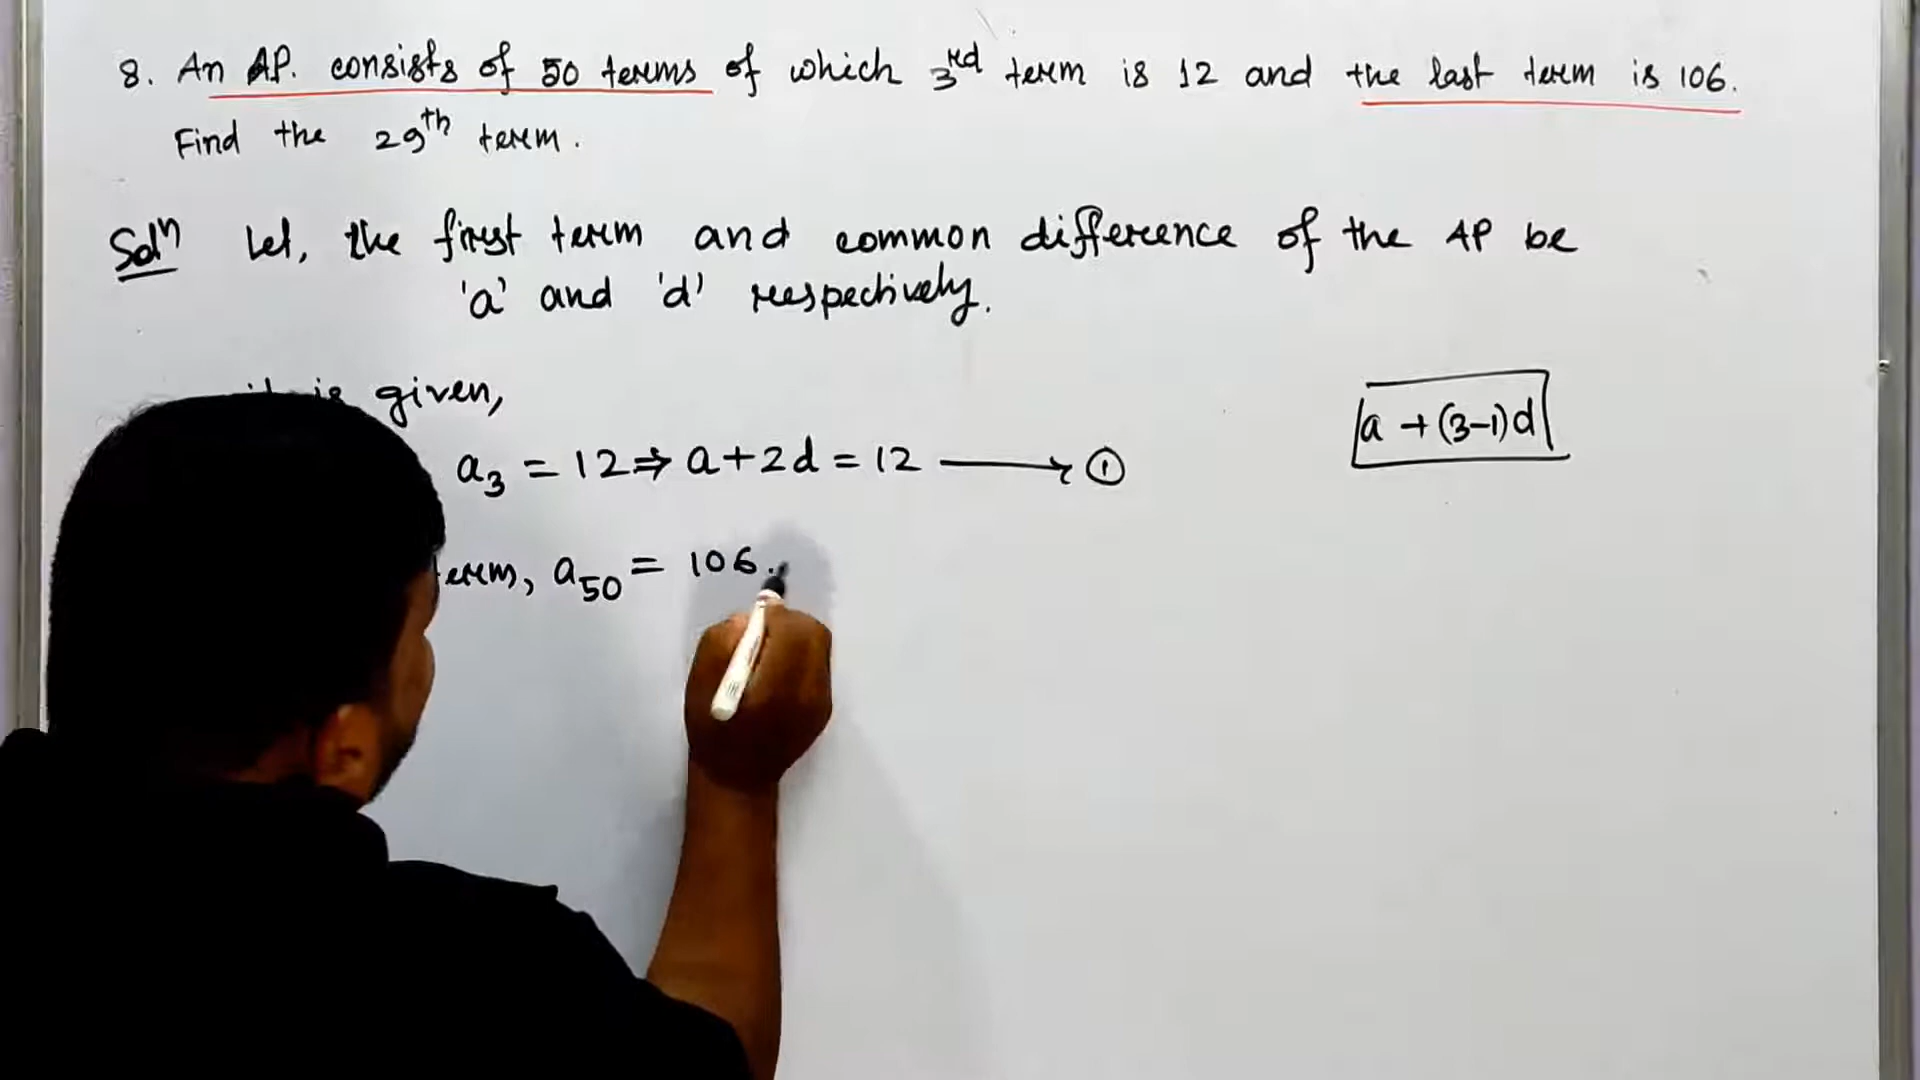 8. An AP. consists of 50 terms of which 3rd term is 12 and the last term is 106.
Find the 29th term.
Soln Let, the first term and common difference of the AP be
'a' and 'd' respectively.
is given,
a + (3-1)d
a3 = 12 ⇒ a+2d = 12 ⟶ ①
erm, a50 = 106.